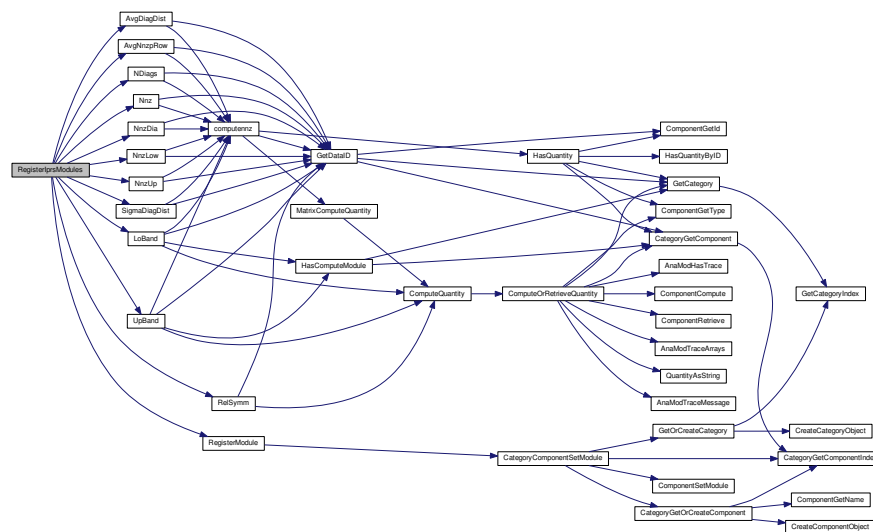 AvgDiagDist
AvgNnzpRow
NDiags
Nnz
NnzDia
computennz
ComponentGetId
NnzLow
GetDataID
HasQuantity
HasQuantityByID
RegisterIprsModules
NnzUp
GetCategory
SigmaDiagDist
MatrixComputeQuantity
ComponentGetType
LoBand
CategoryGetComponent
HasComputeModule
AnaModHasTrace
ComputeQuantity
ComputeOrRetrieveQuantity
ComponentCompute
GetCategoryIndex
UpBand
ComponentRetrieve
AnaModTraceArrays
QuantityAsString
RelSymm
AnaModTraceMessage
GetOrCreateCategory
CreateCategoryObject
RegisterModule
CategoryComponentSetModule
CategoryGetComponentIndex
ComponentSetModule
ComponentGetName
CategoryGetOrCreateComponent
CreateComponentObject